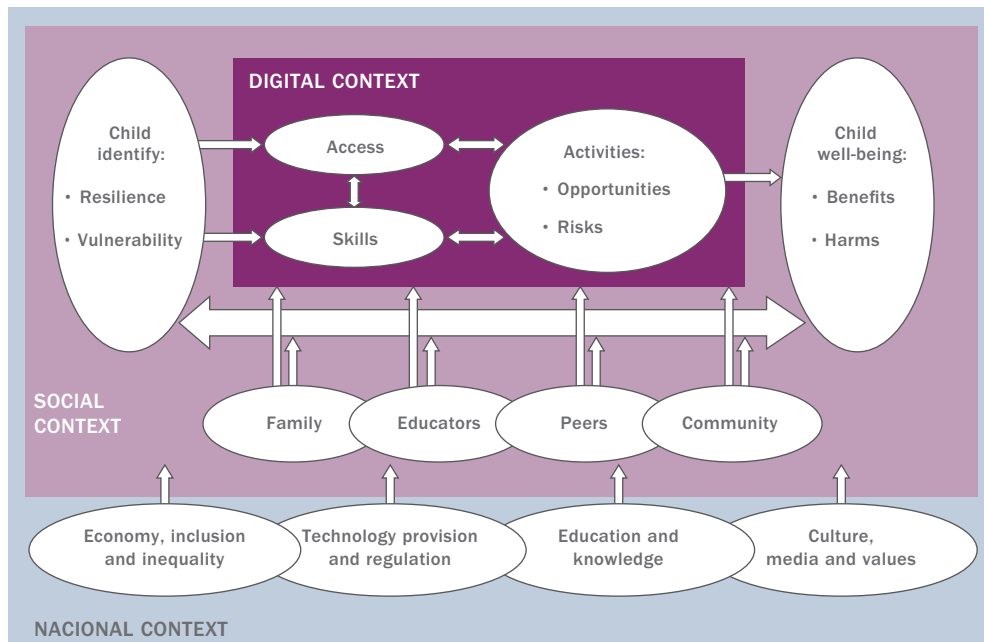 DIGITAL CONTEXT
Child
identify:
• Resilience
• Vulnerability
Access
Skills
Activities:
• Opportunities
• Risks
Child
well-being:
• Benefits
• Harms
SOCIAL
CONTEXT
Family
Educators
Peers
Community
Economy, inclusion
and inequality
Technology provision
and regulation
Education and
knowledge
Culture,
media and values
NACIONAL CONTEXT